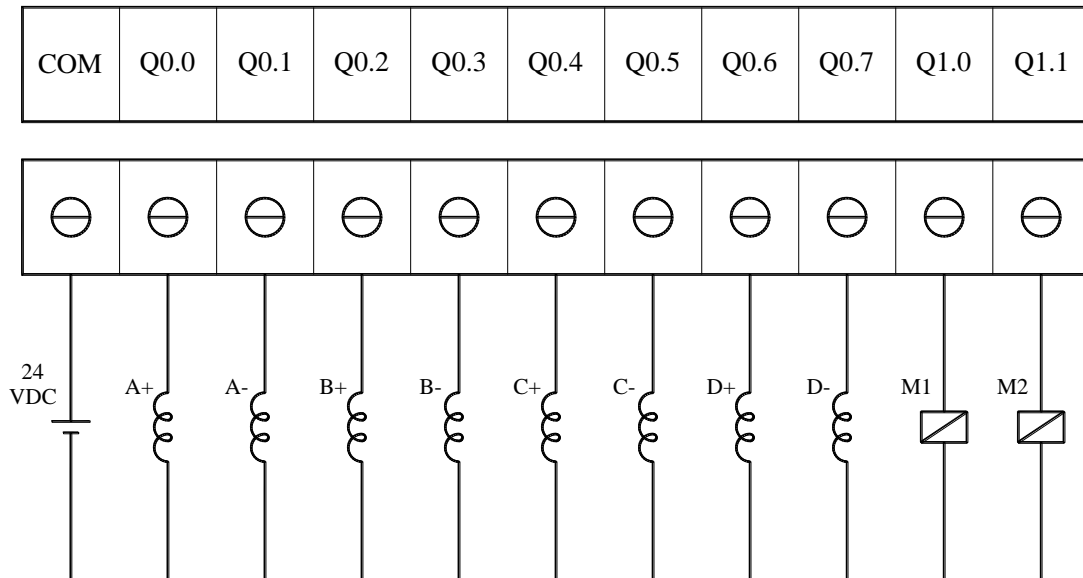 COM Q0.0 Q0.1 Q0.2 Q0.3 Q0.4 Q0.5 Q0.6 Q0.7 Q1.0 Q1.1
24
VDC
A+ A- B+ B- C+ C- D+ D- M1 M2